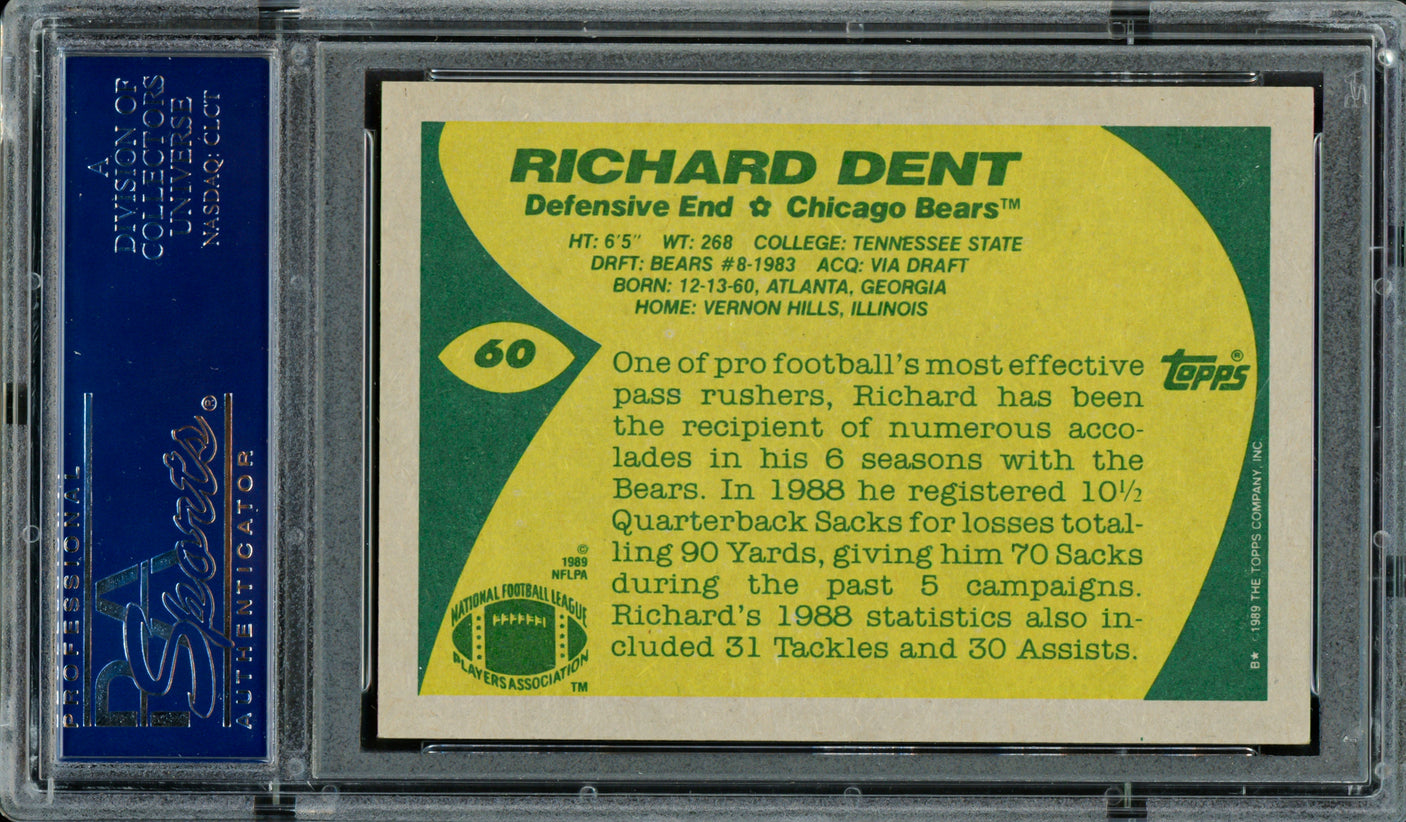 A
DIVISION OF
COLLECTORS
UNIVERSE
NASDAQ: CLCT
PROFESSIONAL
PSA
Sports®
AUTHENTICATOR
RICHARD DENT
Defensive End ✿ Chicago Bears™
HT: 6'5" WT: 268 COLLEGE: TENNESSEE STATE
DRFT: BEARS #8-1983 ACQ: VIA DRAFT
BORN: 12-13-60, ATLANTA, GEORGIA
HOME: VERNON HILLS, ILLINOIS
60
One of pro football's most effective
pass rushers, Richard has been
the recipient of numerous acco-
lades in his 6 seasons with the
Bears. In 1988 he registered 10½
Quarterback Sacks for losses total-
ling 90 Yards, giving him 70 Sacks
during the past 5 campaigns.
Richard's 1988 statistics also in-
cluded 31 Tackles and 30 Assists.
topps®
©
1989
NFLPA
NATIONAL FOOTBALL LEAGUE
PLAYERS ASSOCIATION
TM
B★ ©1989 THE TOPPS COMPANY, INC.